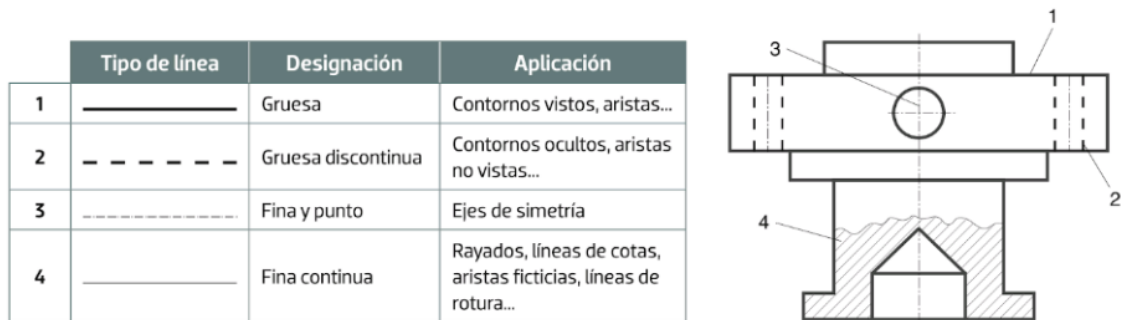 Tipo de línea Designación Aplicación
1 Gruesa Contornos vistos, aristas...
2 Gruesa discontinua Contornos ocultos, aristas
no vistas...
3 Fina y punto Ejes de simetría
4 Fina continua Rayados, líneas de cotas,
aristas ficticias, líneas de
rotura...
1
3
2
4